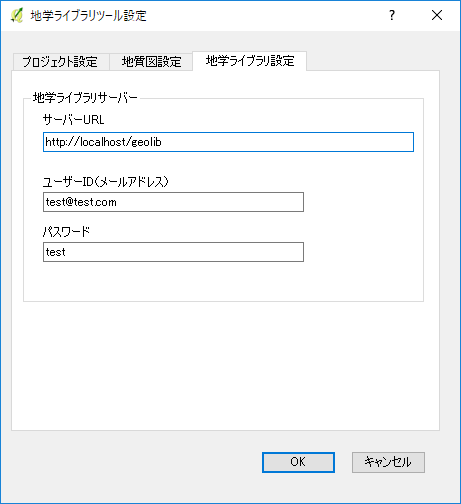 地学ライブラリツール設定
?
プロジェクト設定 地質図設定 地学ライブラリ設定
地学ライブラリサーバー
サーバーURL
http://localhost/geolib
ユーザーID(メールアドレス)
test@test.com
パスワード
test
OK キャンセル